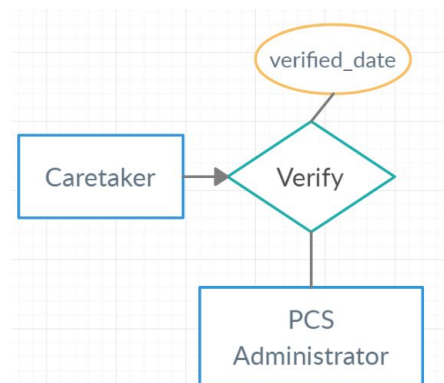 verified_date
Caretaker
Verify
PCS
Administrator